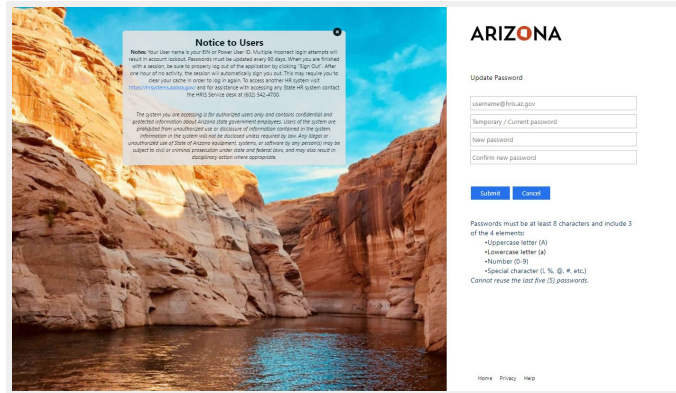 Notice to Users
Notice: Your User name is your EIN or Power User ID. Multiple incorrect login attempts will
result in account lockout. Passwords must be updated every 90 days. When you are finished
with a session, be sure to properly log out of the application by clicking "Sign Out". After
one hour of no activity, the session will automatically sign you out. This may require you to
clear your cache in order to log in again. To access another HR system visit
https://hrsystems.azdoa.gov/ and for assistance with accessing any State HR system contact
the HRIS Service desk at (602) 542-4700.
The system you are accessing is for authorized users only and contains confidential and
protected information about Arizona state government employees. Users of the system are
prohibited from unauthorized use or disclosure of information contained in the system.
Information in the system will not be disclosed unless required by law. Any illegal or
unauthorized use of State of Arizona equipment, systems, or software by any person(s) may be
subject to civil or criminal prosecution under state and federal laws, and may also result in
disciplinary action where appropriate.
ARIZONA
Update Password
username@hris.az.gov
Temporary / Current password
New password
Confirm new password
Submit Cancel
Passwords must be at least 8 characters and include 3
of the 4 elements:
•Uppercase letter (A)
•Lowercase letter (a)
•Number (0-9)
•Special character (!, %, @, #, etc.)
Cannot reuse the last five (5) passwords.
Home Privacy Help